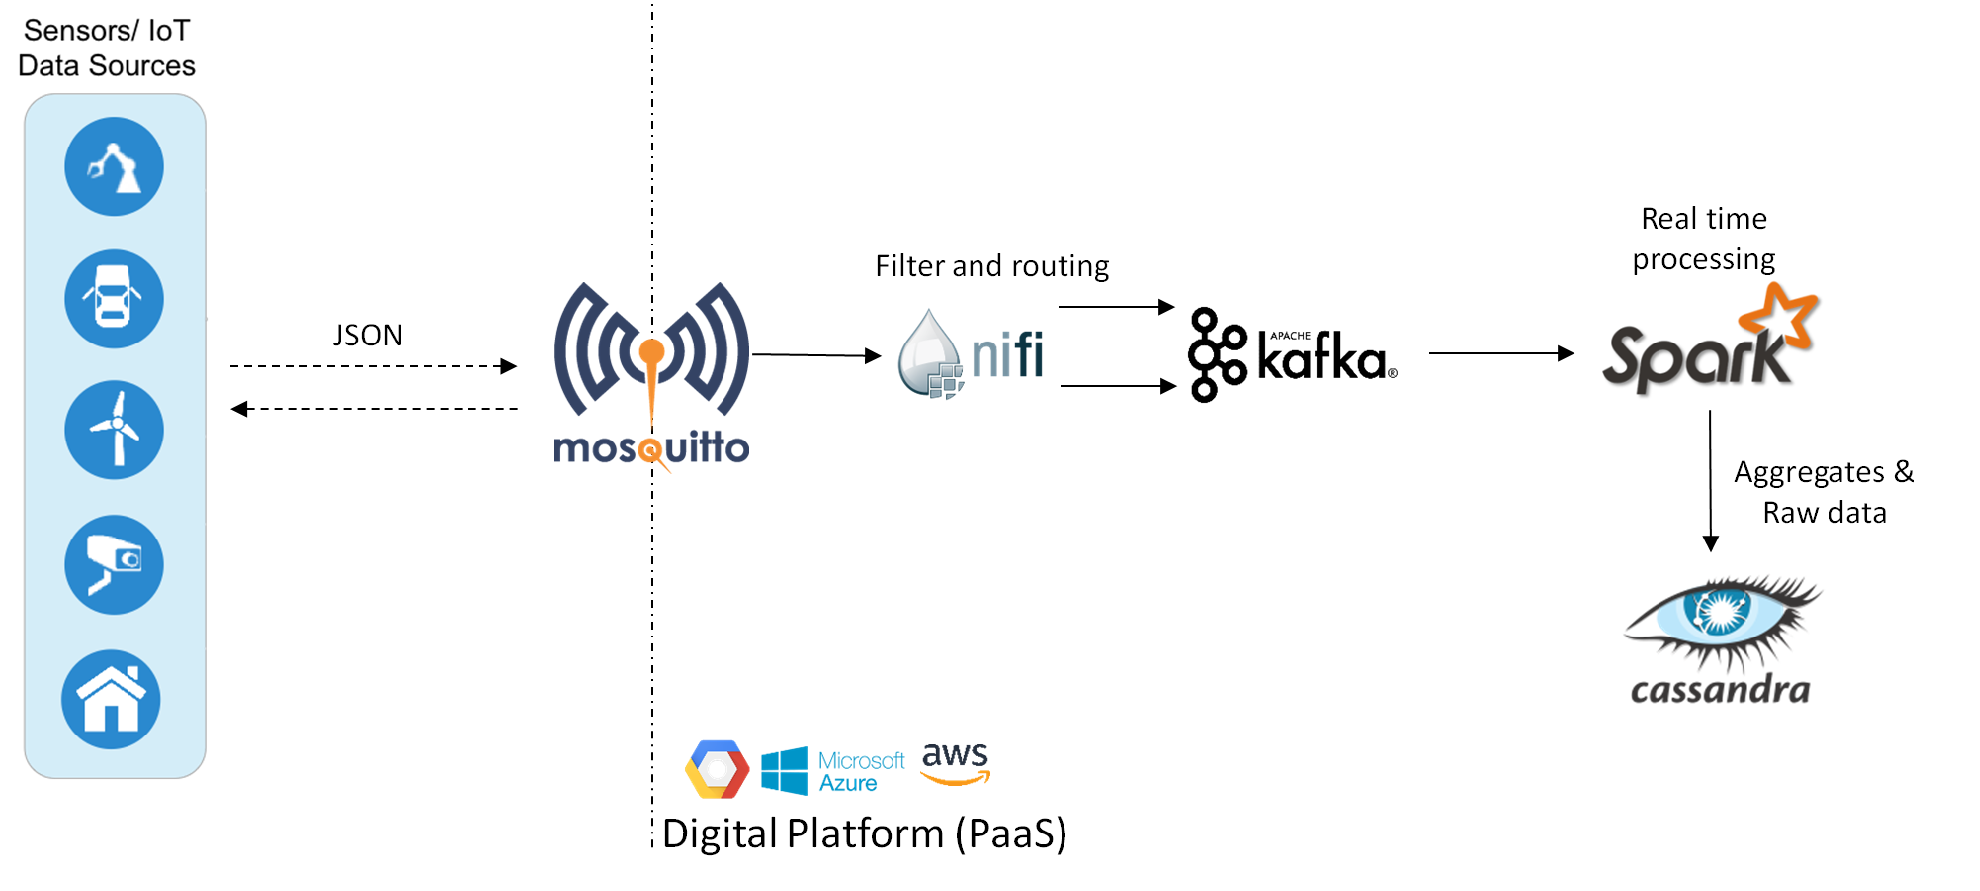 Sensors/ IoT
Data Sources
JSON
mosquitto
Filter and routing
nifi
APACHE
kafka®
Real time
processing
Spark
Aggregates &
Raw data
cassandra
Microsoft
Azure
aws
Digital Platform (PaaS)